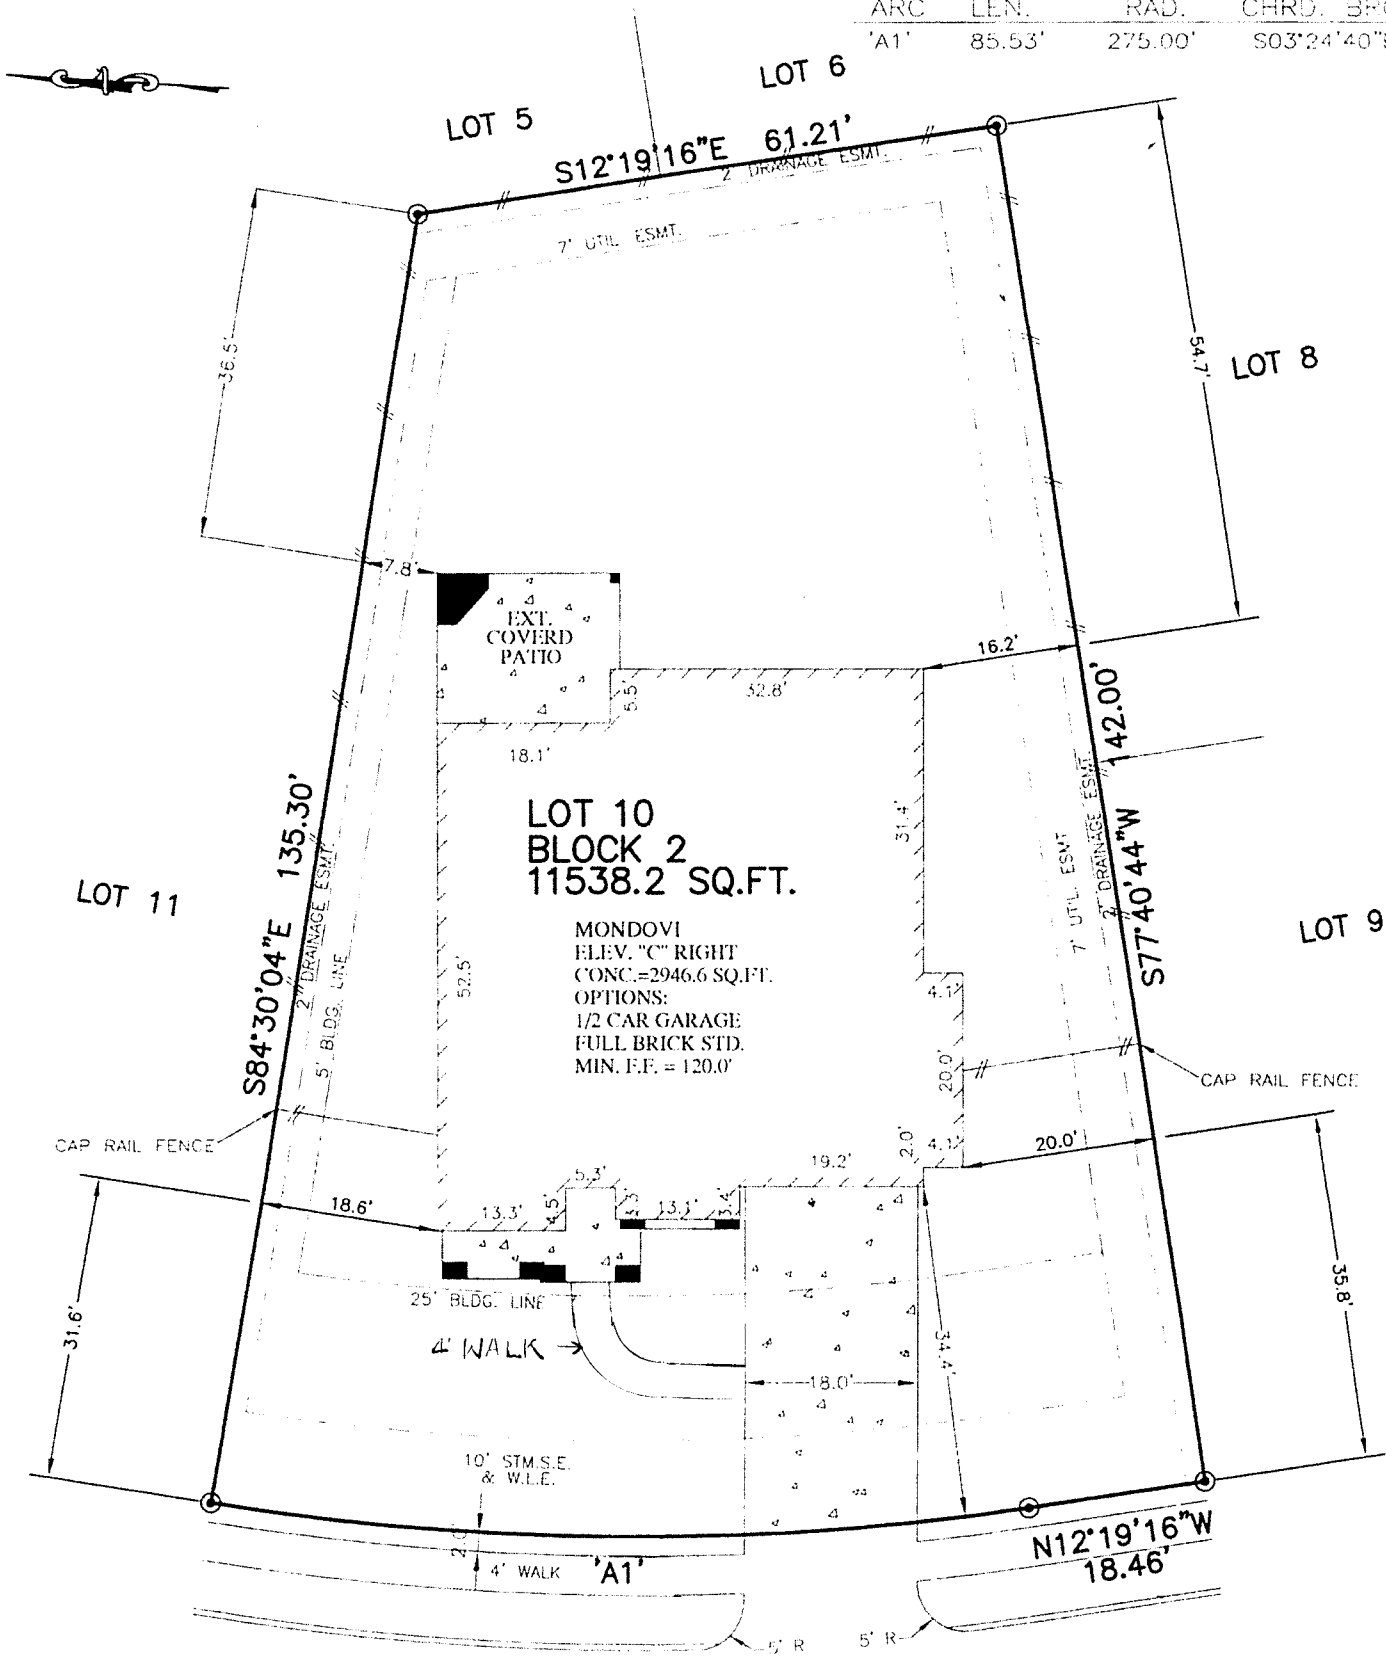 ARC LEN. RAD. CHRD.
'A1' 85.53' 275.00' S03°24'40"E
LOT 6
LOT 5
S12°19'16"E 61.21'
2' DRAINAGE ESMT.
7' UTIL ESMT.
36.5'
54.7'
LOT 8
7.8'
EXT.
COVERD
PATIO
16.2'
5.5'
32.8'
18.1'
142.00'
S77°40'44"W
LOT 10
BLOCK 2
11538.2 SQ.FT.
31.4'
135.30'
S84°30'04"E
2' DRAINAGE ESMT.
5' BLDG. LINE
7' UTIL ESMT
2' DRAINAGE ESMT.
LOT 11
LOT 9
MONDOVI
ELEV. "C" RIGHT
CONC.=2946.6 SQ.FT.
OPTIONS:
1/2 CAR GARAGE
FULL BRICK STD.
MIN. F.F. = 120.0'
52.5'
4.1'
20.0'
CAP RAIL FENCE
CAP RAIL FENCE
2.0'
4.1'
20.0'
19.2'
5.3'
18.6'
13.3'
4.5'
3.3'
13.1'
3.4'
31.6'
35.8'
25' BLDG. LINE
4' WALK
34.4'
18.0'
10' STM.S.E.
& W.L.E.
2.0'
4' WALK
'A1'
N12°19'16"W
18.46'
5' R
5' R